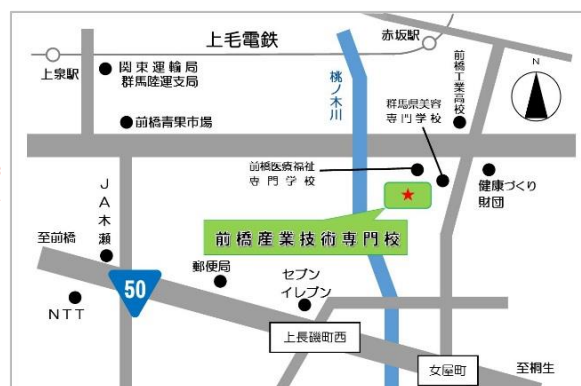 上毛電鉄
赤坂駅
上泉駅
関東運輸局
群馬陸運支局
前橋青果市場
桃ノ木川
前橋工業高校
N
群馬県美容
専門学校
前橋医療福祉
専門学校
健康づくり
財団
JA木瀬
至前橋
前橋産業技術専門校
郵便局
セブン
イレブン
50
NTT
上長磯町西
女屋町
至桐生